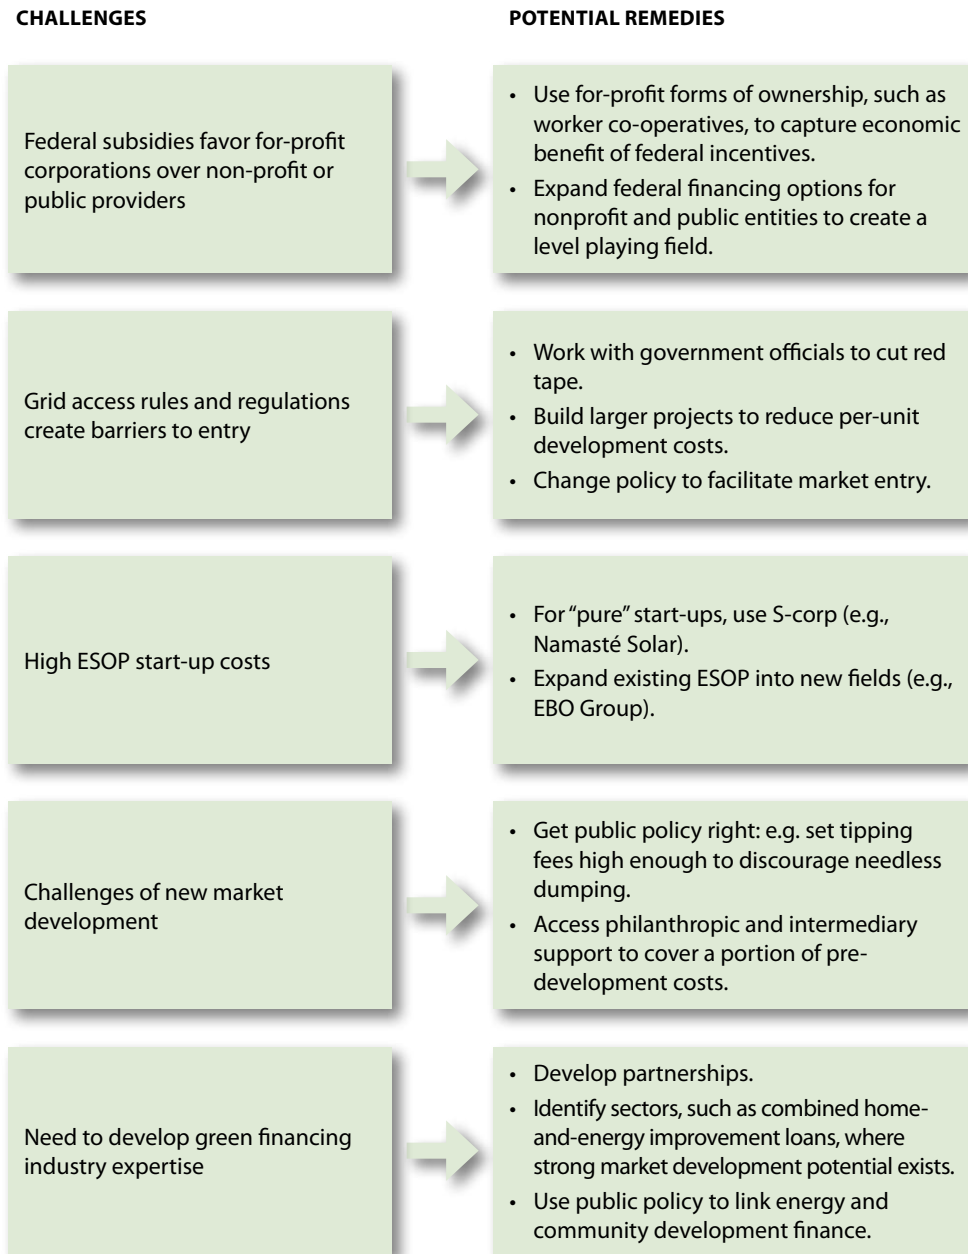 CHALLENGES
POTENTIAL REMEDIES
Federal subsidies favor for-profit
corporations over non-profit or
public providers
• Use for-profit forms of ownership, such as
worker co-operatives, to capture economic
benefit of federal incentives.
• Expand federal financing options for
nonprofit and public entities to create a
level playing field.
Grid access rules and regulations
create barriers to entry
• Work with government officials to cut red
tape.
• Build larger projects to reduce per-unit
development costs.
• Change policy to facilitate market entry.
High ESOP start-up costs
• For “pure” start-ups, use S-corp (e.g.,
Namasté Solar).
• Expand existing ESOP into new fields (e.g.,
EBO Group).
Challenges of new market
development
• Get public policy right: e.g. set tipping
fees high enough to discourage needless
dumping.
• Access philanthropic and intermediary
support to cover a portion of pre-
development costs.
Need to develop green financing
industry expertise
• Develop partnerships.
• Identify sectors, such as combined home-
and-energy improvement loans, where
strong market development potential exists.
• Use public policy to link energy and
community development finance.